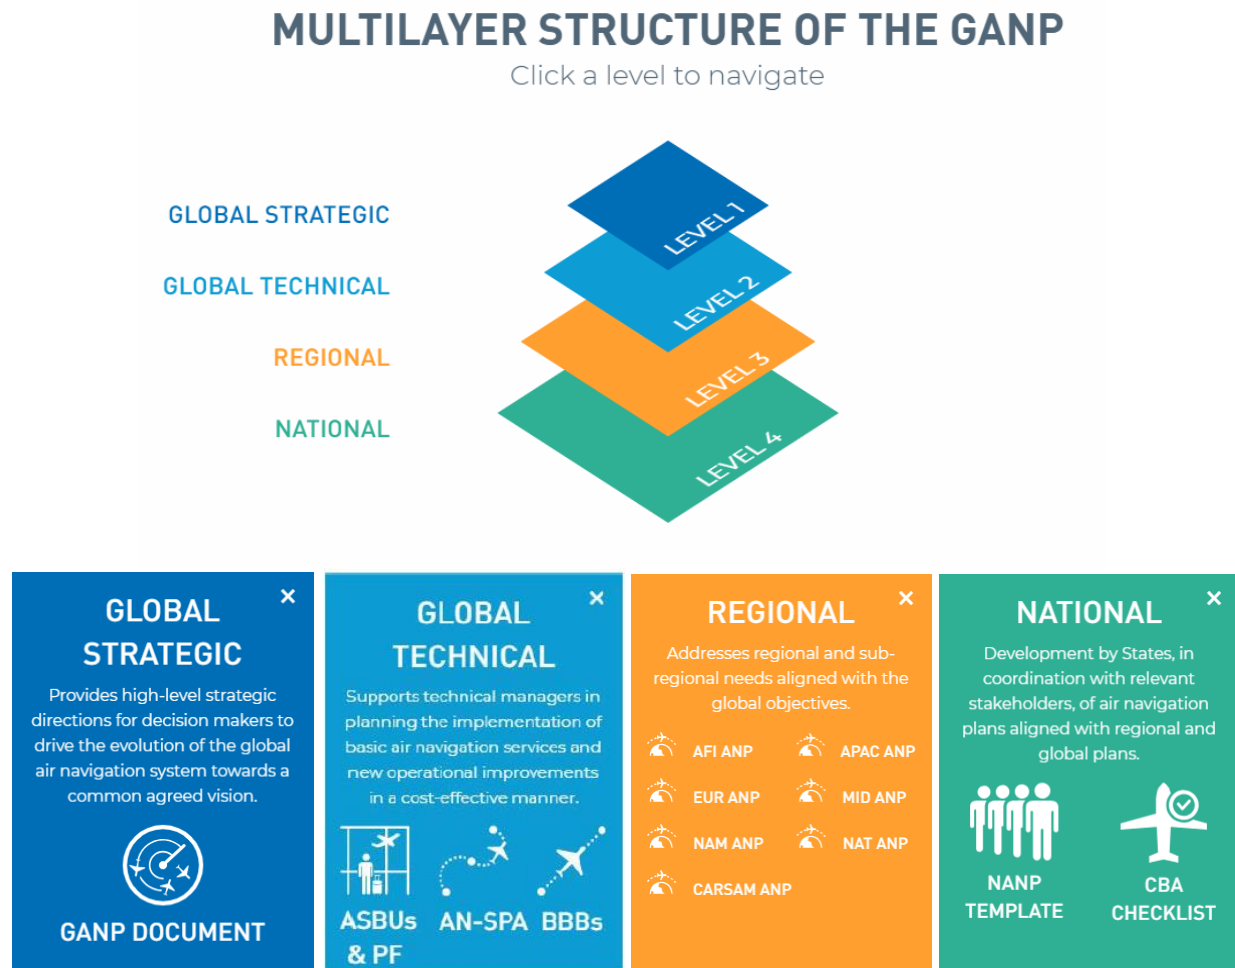 MULTILAYER STRUCTURE OF THE GANP
Click a level to navigate
GLOBAL STRATEGIC
GLOBAL TECHNICAL
REGIONAL
NATIONAL
LEVEL 1
LEVEL 2
LEVEL 3
LEVEL 4
×
GLOBAL
STRATEGIC
Provides high-level strategic
directions for decision makers to
drive the evolution of the global
air navigation system towards a
common agreed vision.
GANP DOCUMENT
×
GLOBAL
TECHNICAL
Supports technical managers in
planning the implementation of
basic air navigation services and
new operational improvements
in a cost-effective manner.
ASBUs
& PF
AN-SPA
BBBs
×
REGIONAL
Addresses regional and sub-
regional needs aligned with the
global objectives.
AFI ANP
APAC ANP
EUR ANP
MID ANP
NAM ANP
NAT ANP
CARSAM ANP
×
NATIONAL
Development by States, in
coordination with relevant
stakeholders, of air navigation
plans aligned with regional and
global plans.
NANP
TEMPLATE
CBA
CHECKLIST